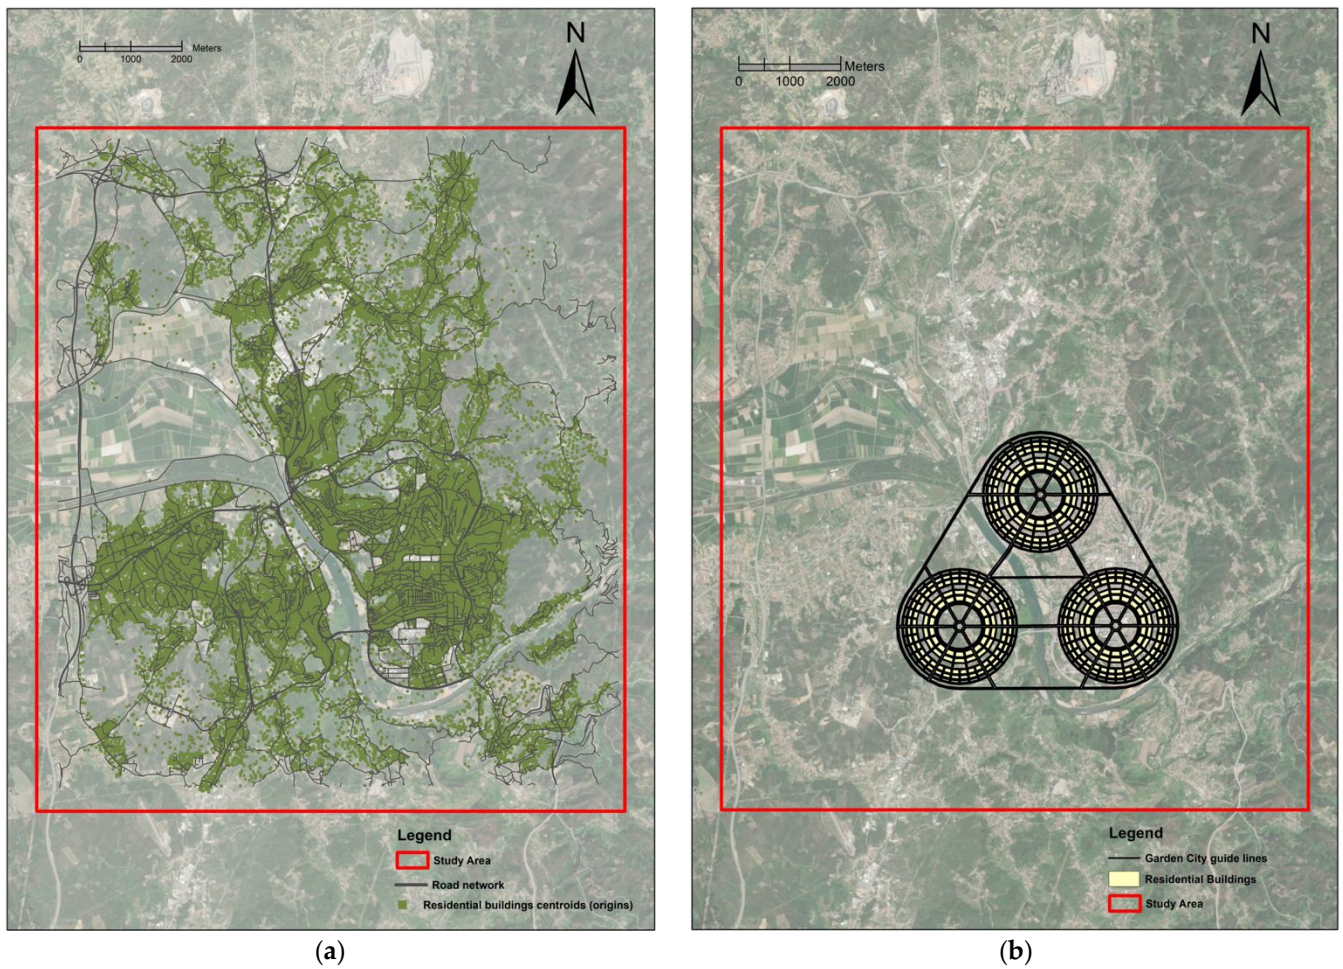 N
Meters
0 1000 2000
Legend
Study Area
Road network
Residential buildings centroids (origins)
(a)
N
Meters
0 1000 2000
Legend
Garden City guide lines
Residential Buildings
Study Area
(b)